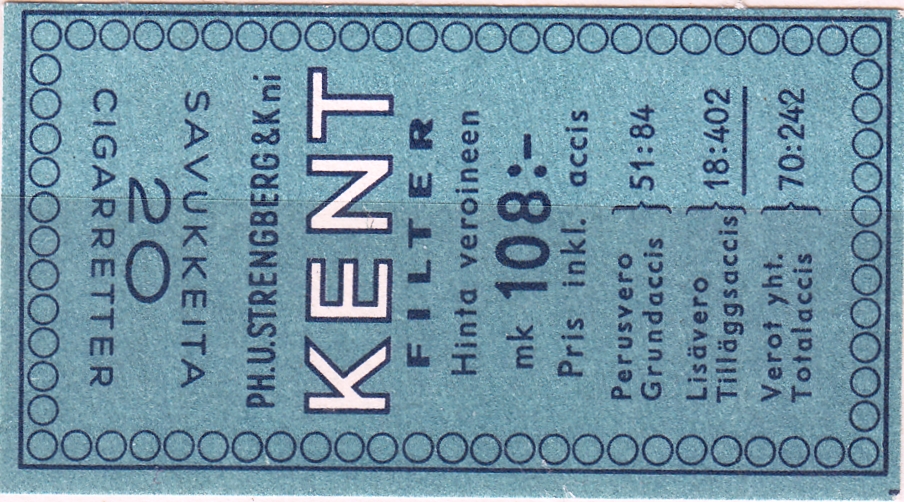 SAVUKKEITA
20
CIGARRETTER
PH.U.STRENGBERG&Kni
KENT
FILTER
Hinta veroineen
mk 108:-
Pris inkl. accis
Perusvero
Grundaccis } 51:84
Lisävero
Tilläggsaccis } 18:402
Verot yht.
Totalaccis } 70:242